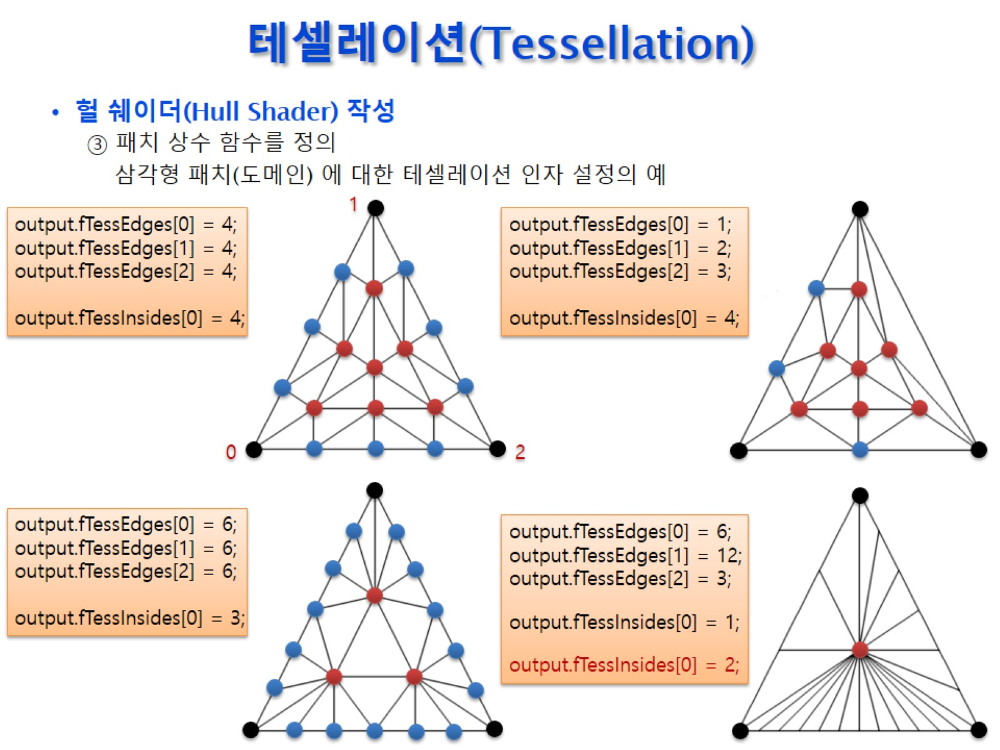 테셀레이션(Tessellation)
• 헐 쉐이더(Hull Shader) 작성
③ 패치 상수 함수를 정의
삼각형 패치(도메인) 에 대한 테셀레이션 인자 설정의 예
output.fTessEdges[0] = 4;
output.fTessEdges[1] = 4;
output.fTessEdges[2] = 4;
output.fTessInsides[0] = 4;
1
0
2
output.fTessEdges[0] = 1;
output.fTessEdges[1] = 2;
output.fTessEdges[2] = 3;
output.fTessInsides[0] = 4;
output.fTessEdges[0] = 6;
output.fTessEdges[1] = 6;
output.fTessEdges[2] = 6;
output.fTessInsides[0] = 3;
output.fTessEdges[0] = 6;
output.fTessEdges[1] = 12;
output.fTessEdges[2] = 3;
output.fTessInsides[0] = 1;
output.fTessInsides[0] = 2;